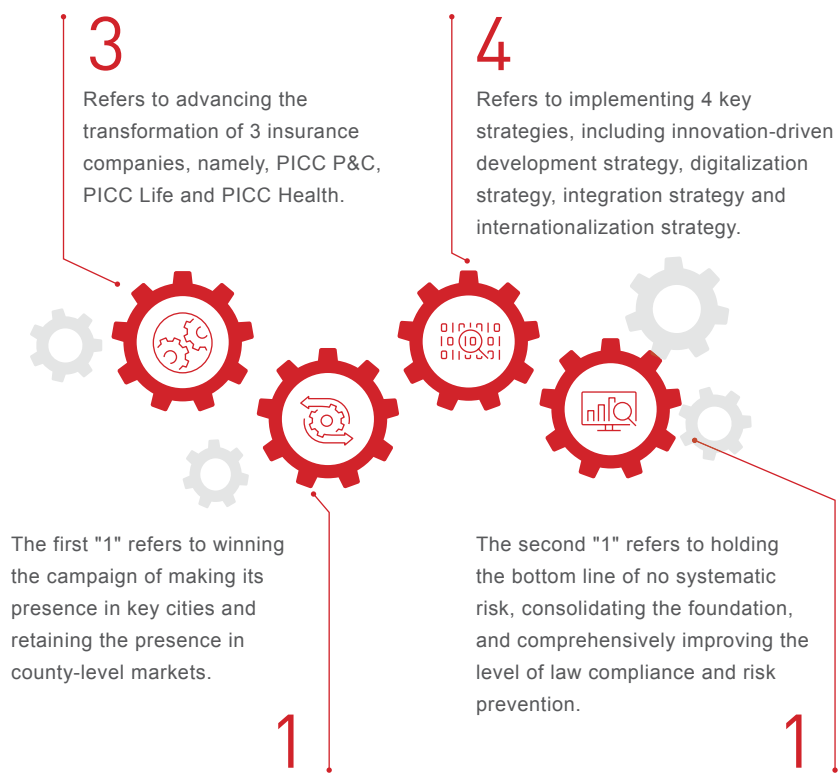 3
Refers to advancing the
transformation of 3 insurance
companies, namely, PICC P&C,
PICC Life and PICC Health.
4
Refers to implementing 4 key
strategies, including innovation-driven
development strategy, digitalization
strategy, integration strategy and
internationalization strategy.
The first "1" refers to winning
the campaign of making its
presence in key cities and
retaining the presence in
county-level markets.
1
The second "1" refers to holding
the bottom line of no systematic
risk, consolidating the foundation,
and comprehensively improving the
level of law compliance and risk
prevention.
1